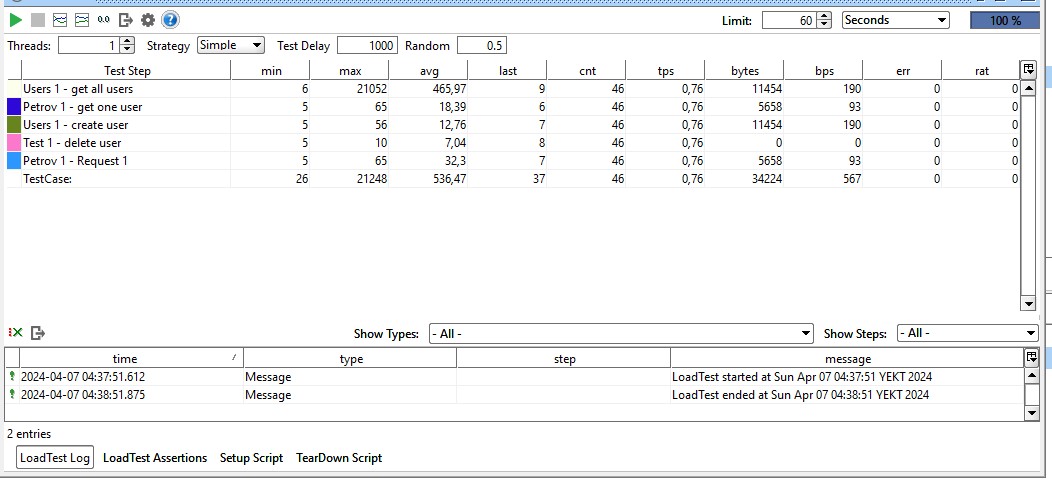 0.0 Limit: 60 Seconds 100 %
Threads: 1 Strategy Simple Test Delay 1000 Random 0.5
Test Step min max avg last cnt tps bytes bps err rat
Users 1 - get all users 6 21052 465,97 9 46 0,76 11454 190 0 0
Petrov 1 - get one user 5 65 18,39 6 46 0,76 5658 93 0 0
Users 1 - create user 5 56 12,76 7 46 0,76 11454 190 0 0
Test 1 - delete user 5 10 7,04 8 46 0,76 0 0 0 0
Petrov 1 - Request 1 5 65 32,3 7 46 0,76 5658 93 0 0
TestCase: 26 21248 536,47 37 46 0,76 34224 567 0 0
Show Types: - All - Show Steps: - All -
time type step message
2024-04-07 04:37:51.612 Message LoadTest started at Sun Apr 07 04:37:51 YEKT 2024
2024-04-07 04:38:51.875 Message LoadTest ended at Sun Apr 07 04:38:51 YEKT 2024
2 entries
LoadTest Log LoadTest Assertions Setup Script TearDown Script